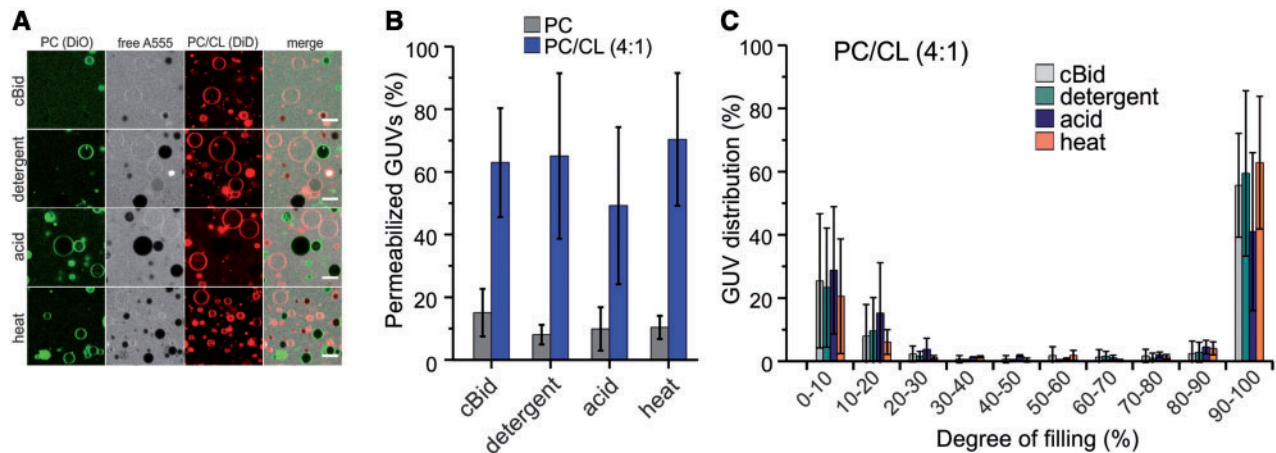 A
PC (DiO) free A555 PC/CL (DiD) merge
cBid
detergent
acid
heat
B
PC
PC/CL (4:1)
Permeabilized GUVs (%)
100
80
60
40
20
0
cBid detergent acid heat
C
PC/CL (4:1)
cBid
detergent
acid
heat
GUV distribution (%)
100
80
60
40
20
0
0-10 10-20 20-30 30-40 40-50 50-60 60-70 70-80 80-90 90-100
Degree of filling (%)